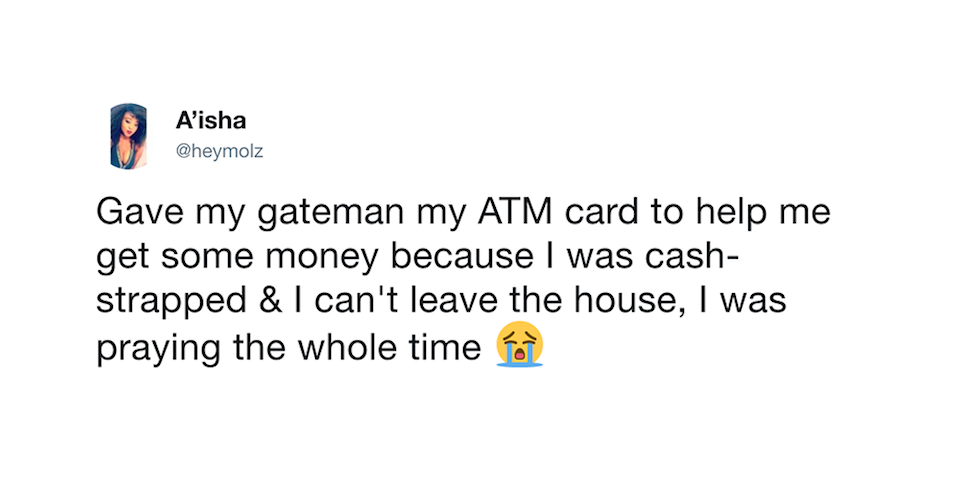 A’isha
@heymolz
Gave my gateman my ATM card to help me
get some money because I was cash-
strapped & I can't leave the house, I was
praying the whole time 😭